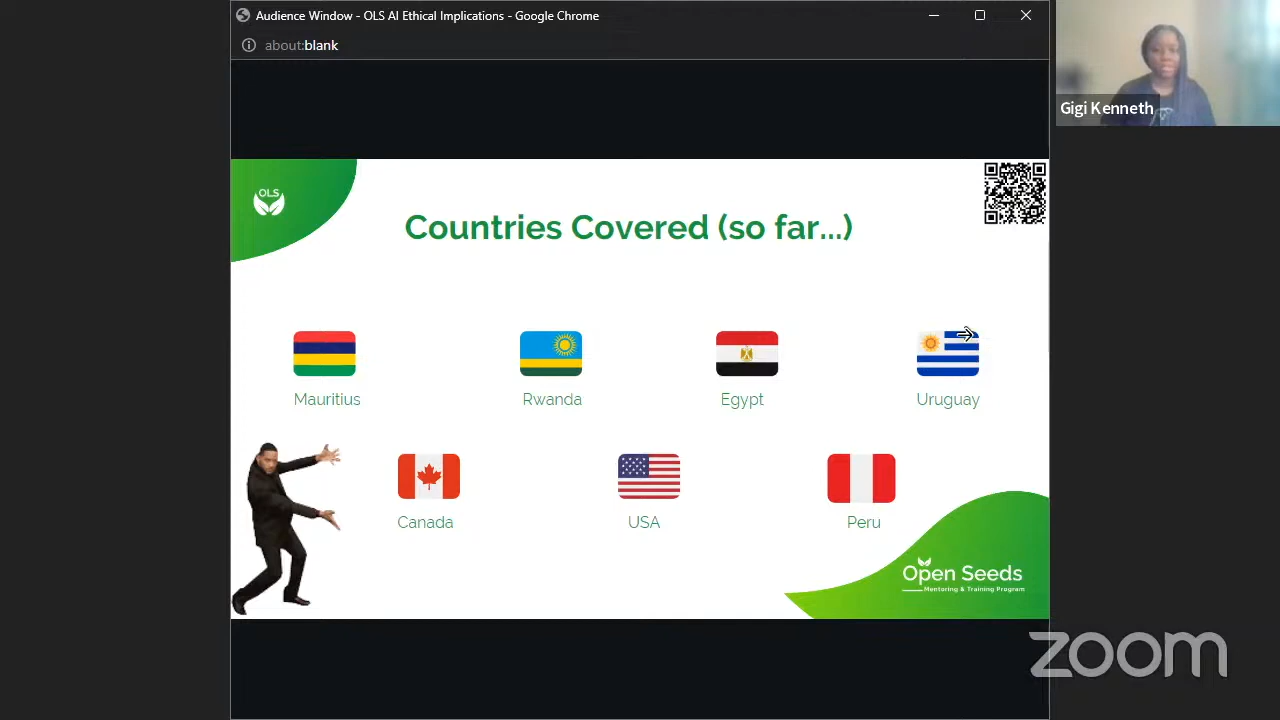 Audience Window - OLS AI Ethical Implications - Google Chrome
about:blank
Gigi Kenneth
OLS
Countries Covered (so far...)
Mauritius
Rwanda
Egypt
Uruguay
Canada
USA
Peru
Open Seeds
Mentoring & Training Program
zoom